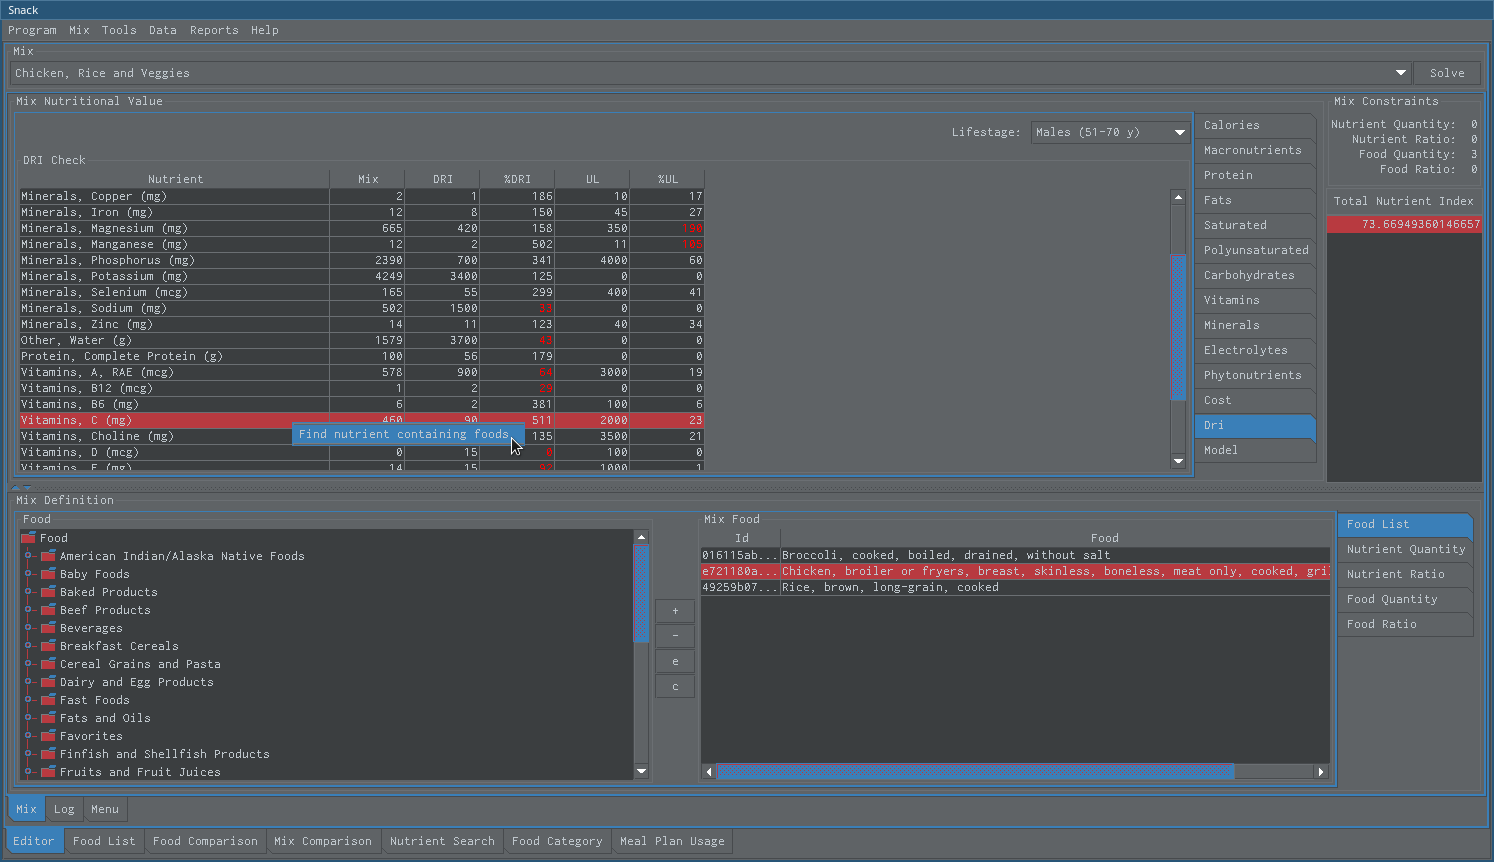 Snack
Program Mix Tools Data Reports Help
Mix
Chicken, Rice and Veggies Solve
Mix Nutritional Value
Lifestage: Males (51-70 y)
DRI Check
Nutrient Mix DRI %DRI UL %UL
Minerals, Copper (mg) 2 1 186 10 17
Minerals, Iron (mg) 12 8 150 45 27
Minerals, Magnesium (mg) 665 420 158 350 190
Minerals, Manganese (mg) 12 2 502 11 105
Minerals, Phosphorus (mg) 2390 700 341 4000 60
Minerals, Potassium (mg) 4249 3400 125 0 0
Minerals, Selenium (mcg) 165 55 299 400 41
Minerals, Sodium (mg) 502 1500 33 0 0
Minerals, Zinc (mg) 14 11 123 40 34
Other, Water (g) 1579 3700 43 0 0
Protein, Complete Protein (g) 100 56 179 0 0
Vitamins, A, RAE (mcg) 578 900 64 3000 19
Vitamins, B12 (mcg) 1 2 29 0 0
Vitamins, B6 (mg) 6 2 381 100 6
Vitamins, C (mg) 460 90 511 2000 23
Vitamins, Choline (mg) 135 3500 21
Find nutrient containing foods
Vitamins, D (mcg) 0 15 0 100 0
Vitamins, E (mg) 14 15 92 1000 1
Calories
Macronutrients
Protein
Fats
Saturated
Polyunsaturated
Carbohydrates
Vitamins
Minerals
Electrolytes
Phytonutrients
Cost
Dri
Model
Mix Constraints
Nutrient Quantity: 0
Nutrient Ratio: 0
Food Quantity: 3
Food Ratio: 0
Total Nutrient Index
73.66949360146657
Mix Definition
Food
Food
American Indian/Alaska Native Foods
Baby Foods
Baked Products
Beef Products
Beverages
Breakfast Cereals
Cereal Grains and Pasta
Dairy and Egg Products
Fast Foods
Fats and Oils
Favorites
Finfish and Shellfish Products
Fruits and Fruit Juices
+
-
e
c
Mix Food
Id Food
016115ab... Broccoli, cooked, boiled, drained, without salt
e721180a... Chicken, broiler or fryers, breast, skinless, boneless, meat only, cooked, gril
49259b07... Rice, brown, long-grain, cooked
Food List
Nutrient Quantity
Nutrient Ratio
Food Quantity
Food Ratio
Mix Log Menu
Editor Food List Food Comparison Mix Comparison Nutrient Search Food Category Meal Plan Usage